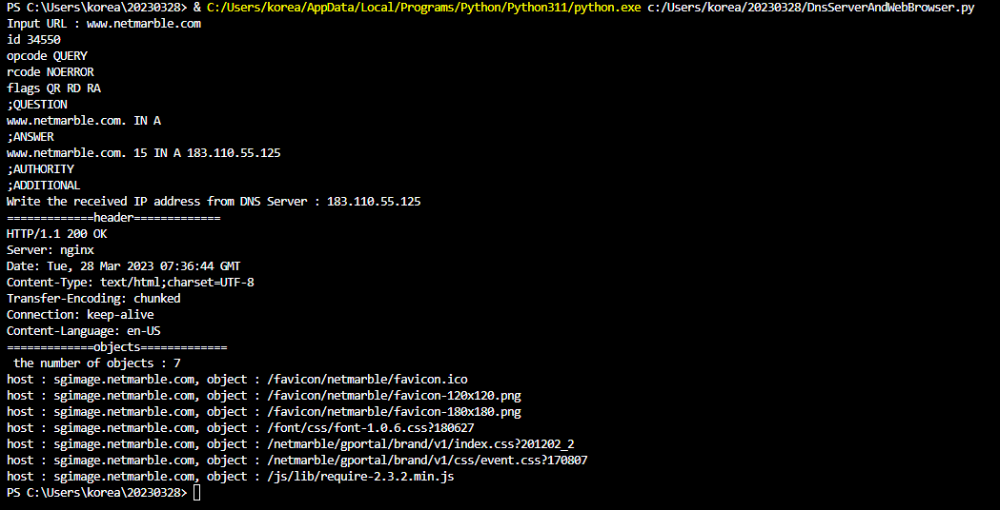 PS C:\Users\korea\20230328> & C:/Users/korea/AppData/Local/Programs/Python/Python311/python.exe c:/Users/korea/20230328/DnsServerAndWebBrowser.py
Input URL : www.netmarble.com
id 34550
opcode QUERY
rcode NOERROR
flags QR RD RA
;QUESTION
www.netmarble.com. IN A
;ANSWER
www.netmarble.com. 15 IN A 183.110.55.125
;AUTHORITY
;ADDITIONAL
Write the received IP address from DNS Server : 183.110.55.125
=============header=============
HTTP/1.1 200 OK
Server: nginx
Date: Tue, 28 Mar 2023 07:36:44 GMT
Content-Type: text/html;charset=UTF-8
Transfer-Encoding: chunked
Connection: keep-alive
Content-Language: en-US
=============objects=============
 the number of objects : 7
host : sgimage.netmarble.com, object : /favicon/netmarble/favicon.ico
host : sgimage.netmarble.com, object : /favicon/netmarble/favicon-120x120.png
host : sgimage.netmarble.com, object : /favicon/netmarble/favicon-180x180.png
host : sgimage.netmarble.com, object : /font/css/font-1.0.6.css?180627
host : sgimage.netmarble.com, object : /netmarble/gportal/brand/v1/index.css?201202_2
host : sgimage.netmarble.com, object : /netmarble/gportal/brand/v1/css/event.css?170807
host : sgimage.netmarble.com, object : /js/lib/require-2.3.2.min.js
PS C:\Users\korea\20230328>